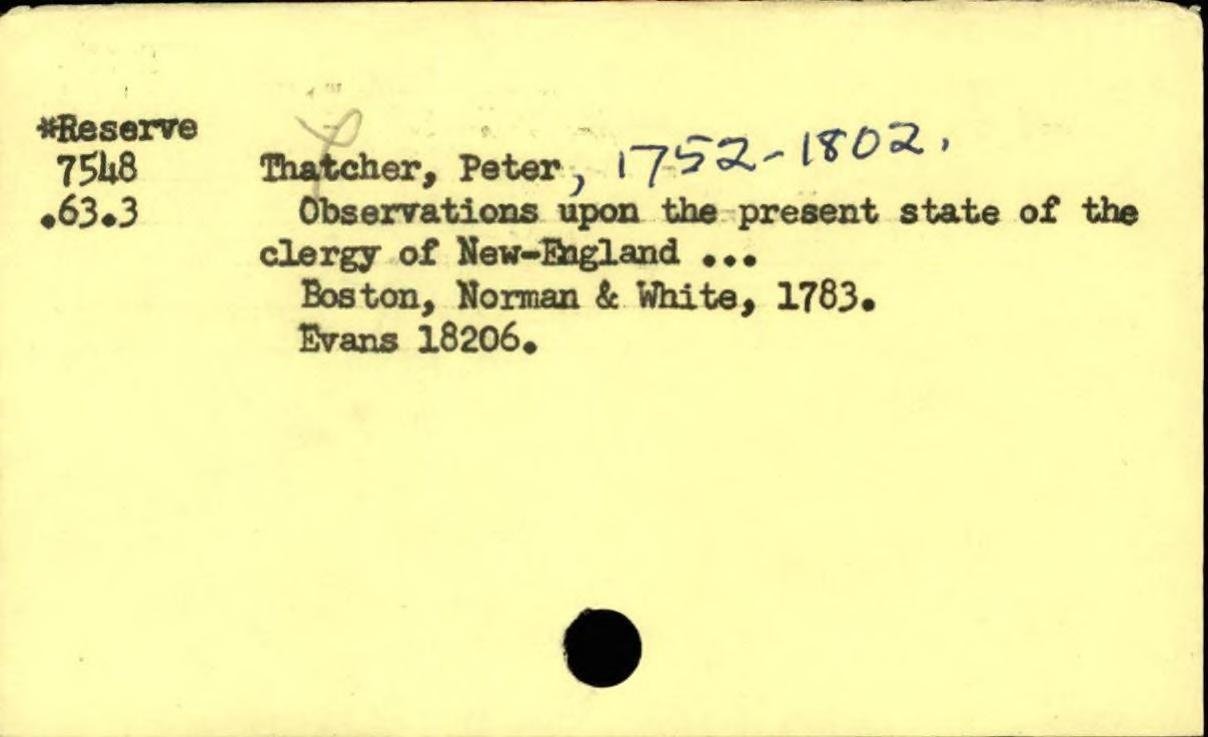 *Reserve
7548
.63.3
Thatcher, Peter, 1752-1802.
Observations upon the present state of the
clergy of New-England ...
Boston, Norman & White, 1783.
Evans 18206.